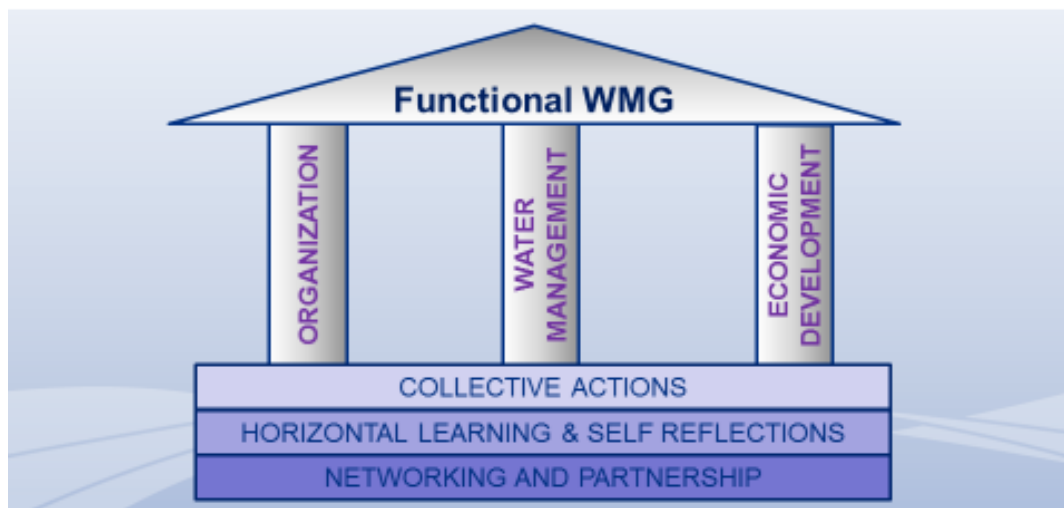 Functional WMG
ORGANIZATION
WATER
MANAGEMENT
ECONOMIC
DEVELOPMENT
COLLECTIVE ACTIONS
HORIZONTAL LEARNING & SELF REFLECTIONS
NETWORKING AND PARTNERSHIP